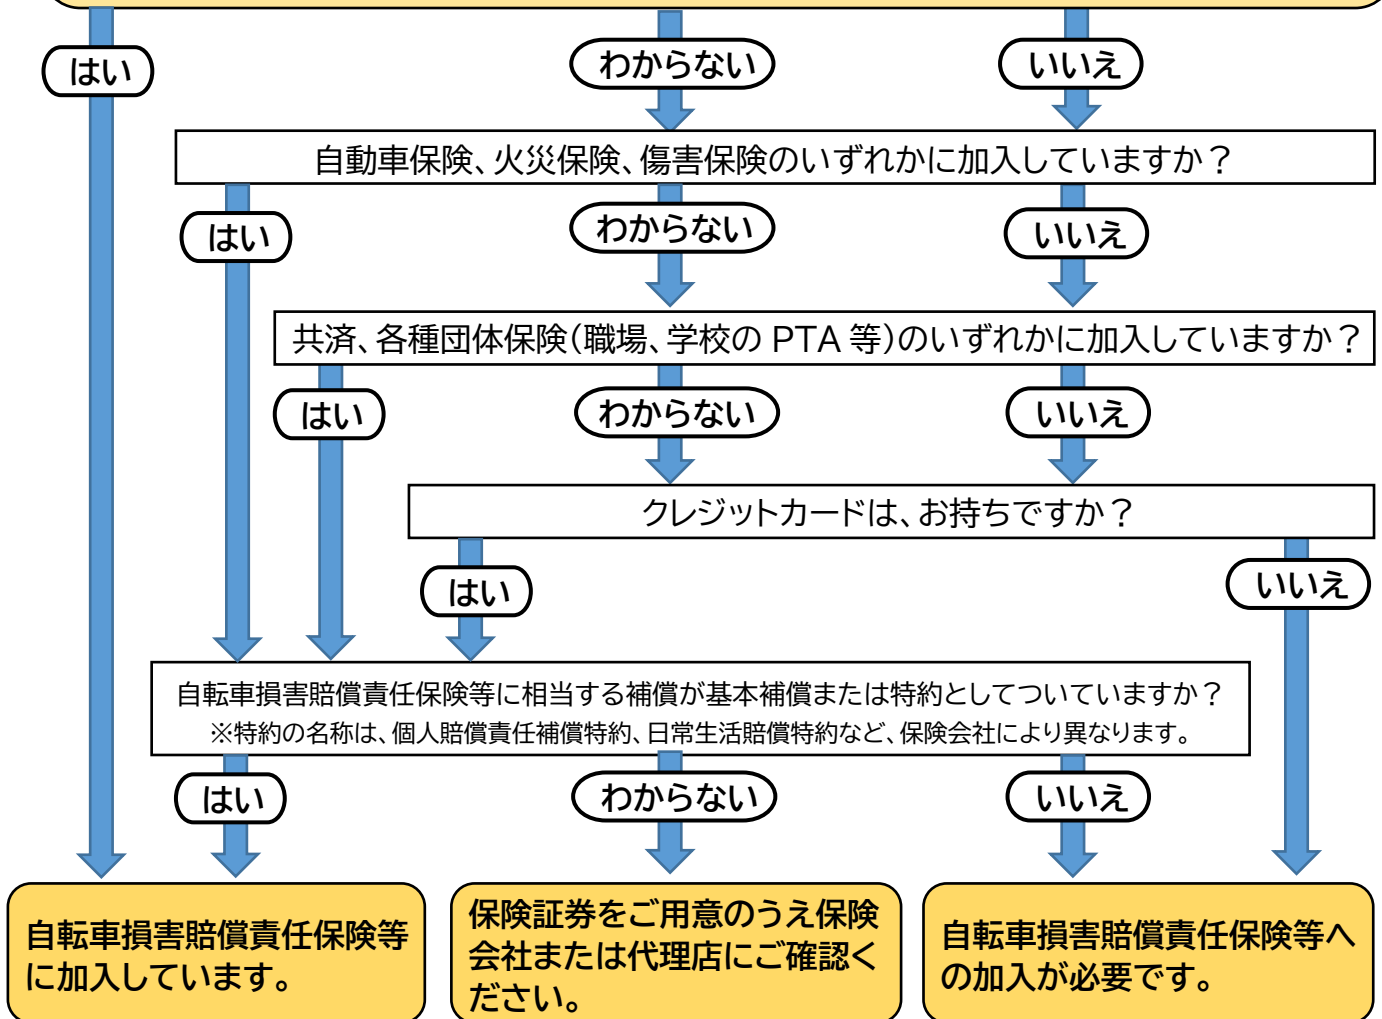 はい
わからない
いいえ
自動車保険、火災保険、傷害保険のいずれかに加入していますか？
はい
わからない
いいえ
共済、各種団体保険（職場、学校の PTA 等）のいずれかに加入していますか？
はい
わからない
いいえ
クレジットカードは、お持ちですか？
はい
いいえ
自転車損害賠償責任保険等に相当する補償が基本補償または特約としてついていますか？
※特約の名称は、個人賠償責任補償特約、日常生活賠償特約など、保険会社により異なります。
はい
わからない
いいえ
自転車損害賠償責任保険等
に加入しています。
保険証券をご用意のうえ保険
会社または代理店にご確認く
ださい。
自転車損害賠償責任保険等へ
の加入が必要です。